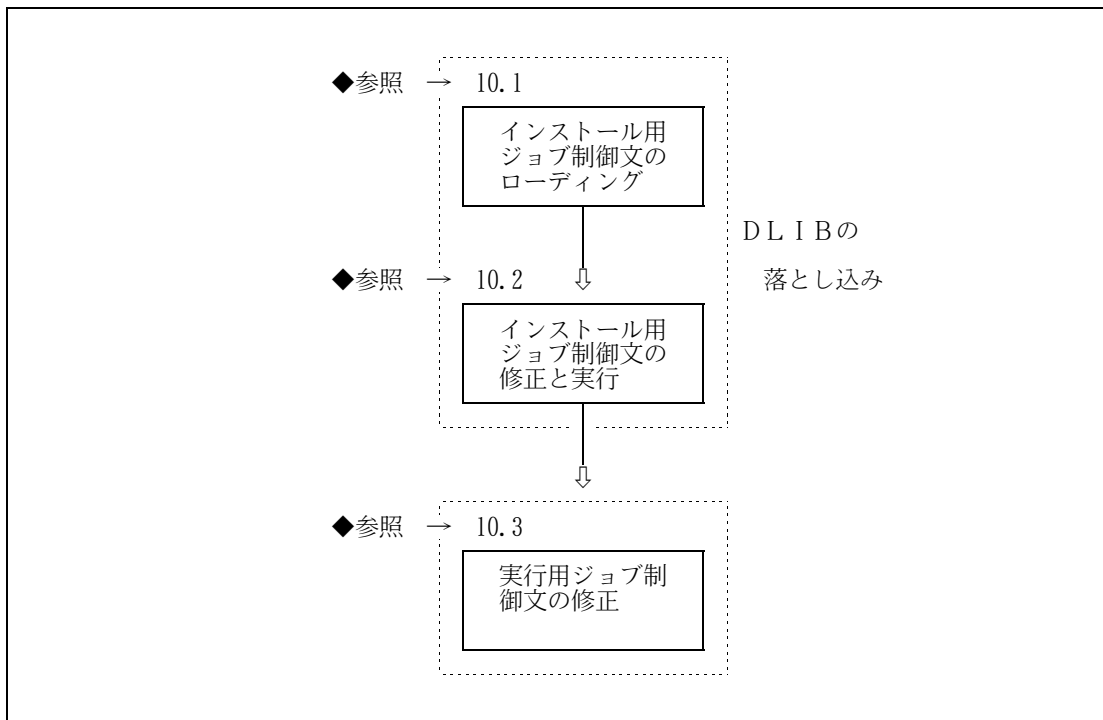 ◆参照 → 10.1
インストール用
ジョブ制御文の
ローディング
DLIBの
落とし込み
◆参照 → 10.2 ⇩
インストール用
ジョブ制御文の
修正と実行
⇩
◆参照 → 10.3
実行用ジョブ制
御文の修正